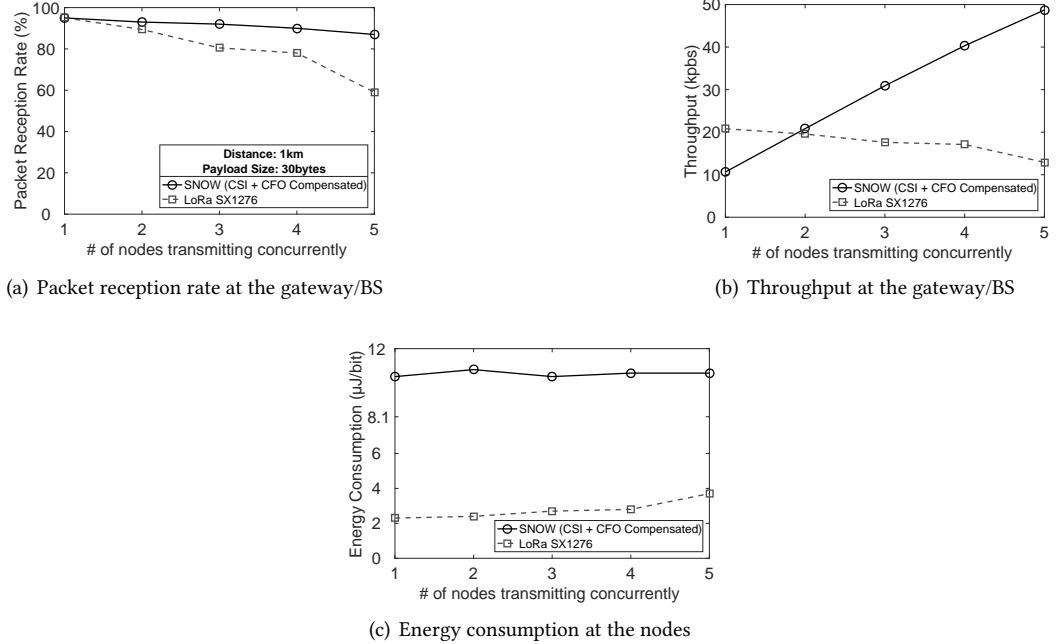 100
80
60
40
20
0
Packet Reception Rate (%)
Distance: 1km
Payload Size: 30bytes
SNOW (CSI + CFO Compensated)
LoRa SX1276
1 2 3 4 5
# of nodes transmitting concurrently
(a) Packet reception rate at the gateway/BS
50
40
30
20
10
0
Throughput (kpbs)
SNOW (CSI + CFO Compensated)
LoRa SX1276
1 2 3 4 5
# of nodes transmitting concurrently
(b) Throughput at the gateway/BS
12
8.1
6
4
2
0
Energy Consumption (µJ/bit)
SNOW (CSI + CFO Compensated)
LoRa SX1276
1 2 3 4 5
# of nodes transmitting concurrently
(c) Energy consumption at the nodes